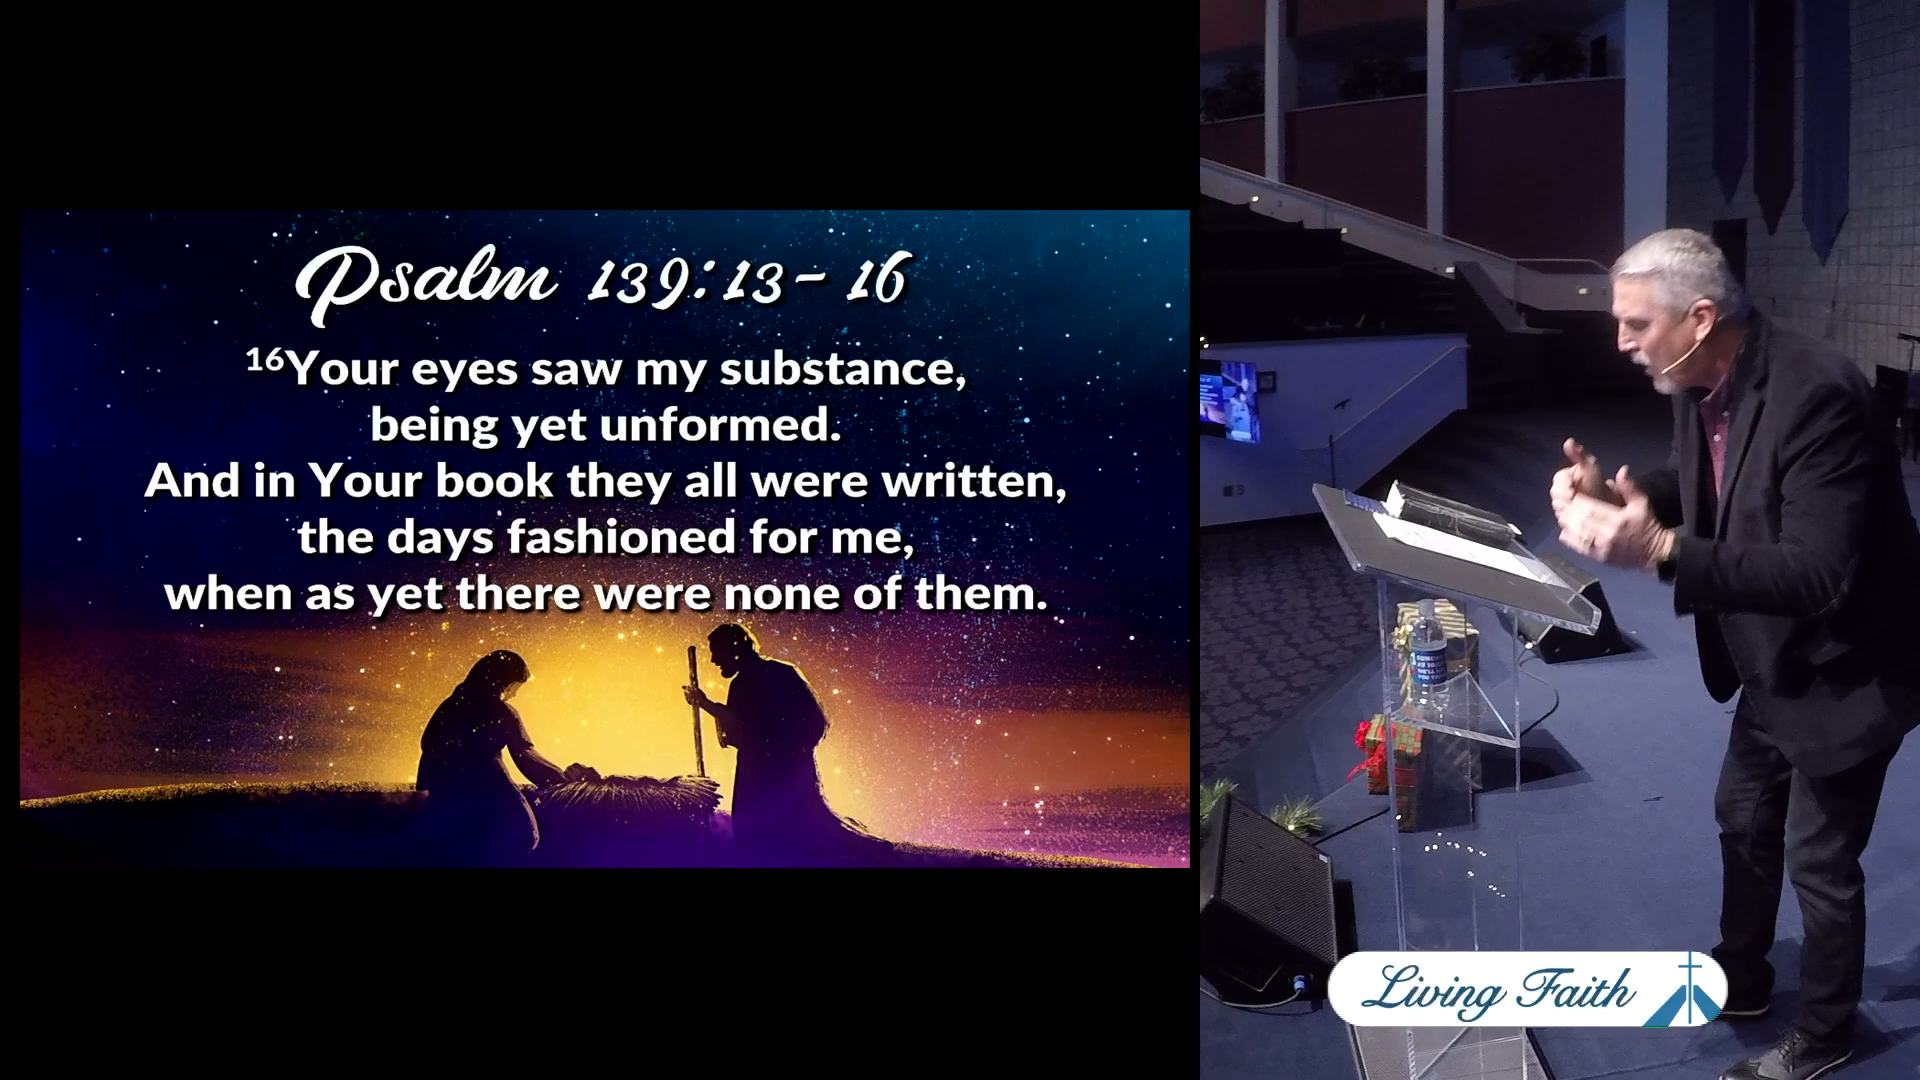 Psalm 139:13-16
16Your eyes saw my substance,
being yet unformed.
And in Your book they all were written,
the days fashioned for me,
when as yet there were none of them.
Living Faith